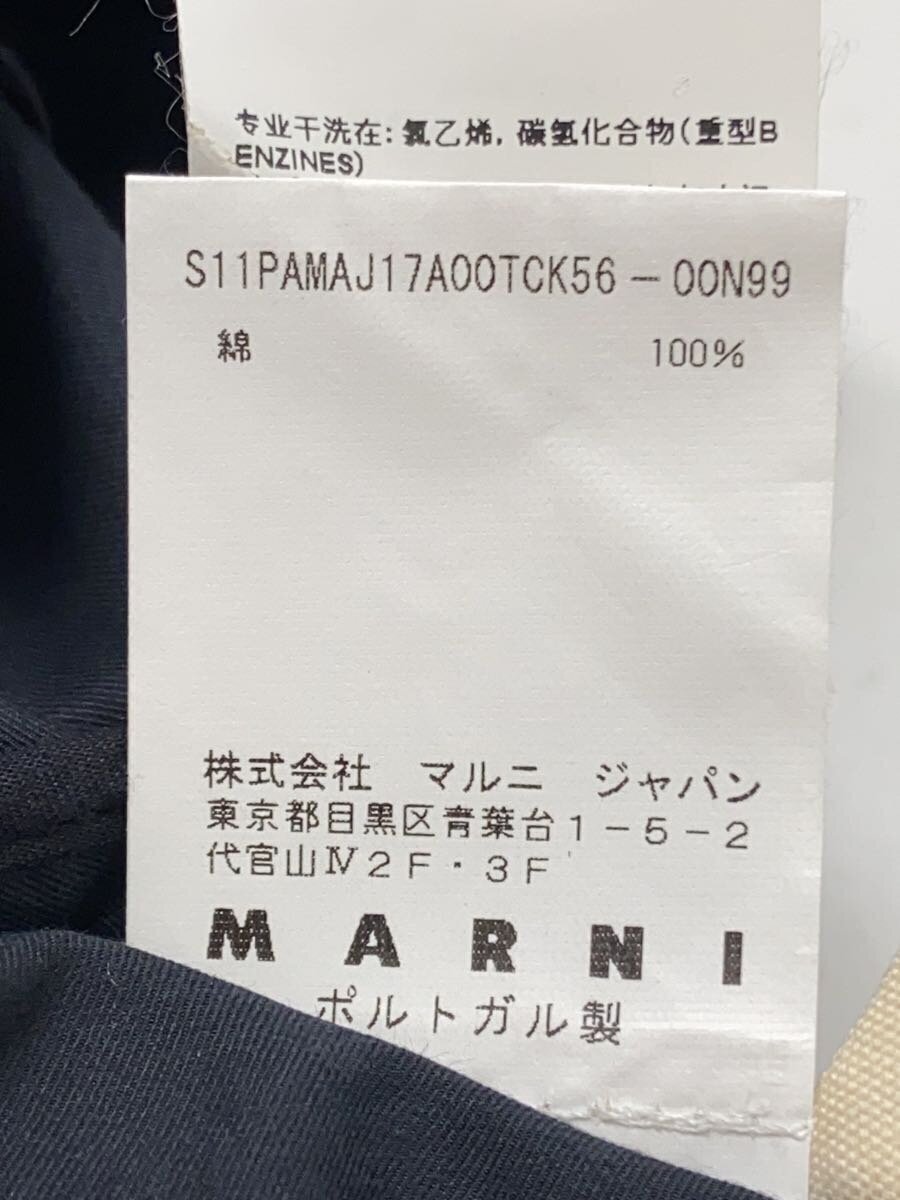 专业干洗在:氯乙烯,碳氢化合物(重型B
ENZINES)
S11PAMAJ17A00TCK56-00N99
綿 100%
株式会社 マルニ ジャパン
東京都目黒区青葉台1-5-2
代官山Ⅳ2F・3F
MARNI
ポルトガル製